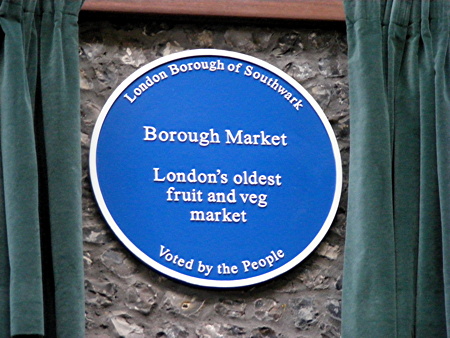 London Borough of Southwark
Borough Market
London's oldest
fruit and veg
market
Voted by the People